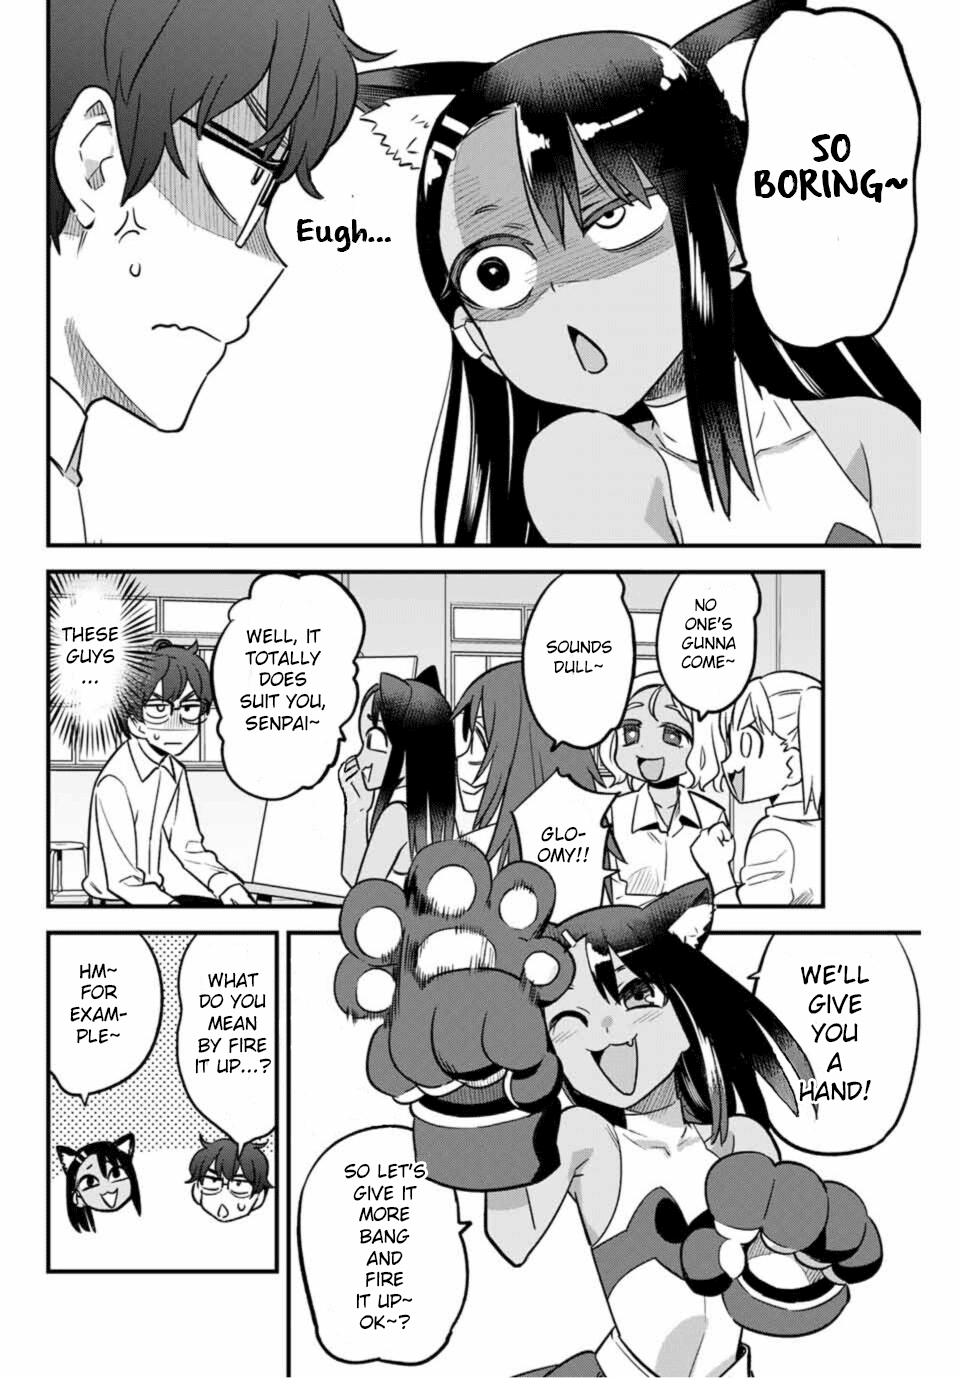 SO
BORING~
Eugh...
NO
ONE'S
GUNNA
COME~
SOUNDS
DULL~
GLO-
OMY!!
WELL, IT
TOTALLY
DOES
SUIT YOU,
SENPAI~
THESE
GUYS
...
WE'LL
GIVE
YOU
A
HAND!
SO LET'S
GIVE IT
MORE
BANG
AND
FIRE
IT UP~
OK~?
WHAT
DO YOU
MEAN
BY FIRE
IT UP...?
HM~
FOR
EXAM-
PLE~